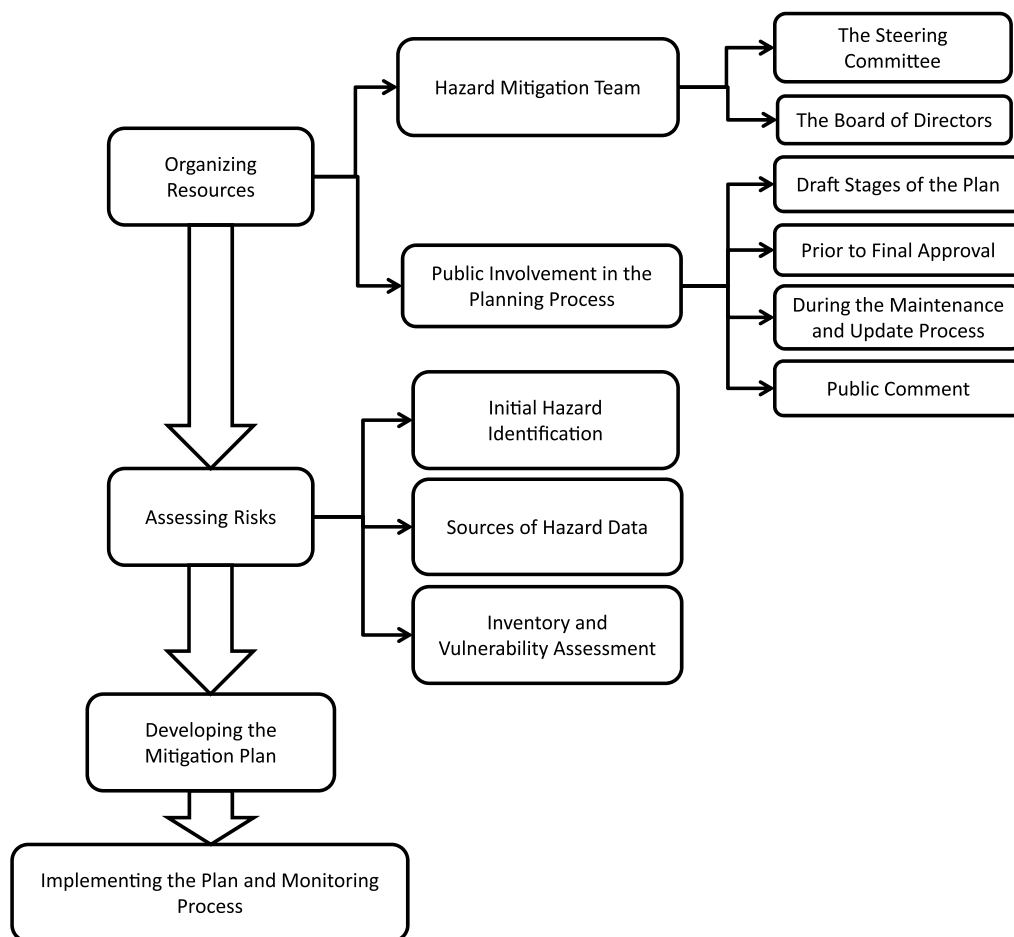 The Steering
Committee
Hazard Mitigation Team
The Board of Directors
Organizing
Resources
Draft Stages of the Plan
Prior to Final Approval
Public Involvement in the
Planning Process
During the Maintenance
and Update Process
Public Comment
Initial Hazard
Identification
Assessing Risks
Sources of Hazard Data
Inventory and
Vulnerability Assessment
Developing the
Mitigation Plan
Implementing the Plan and Monitoring
Process